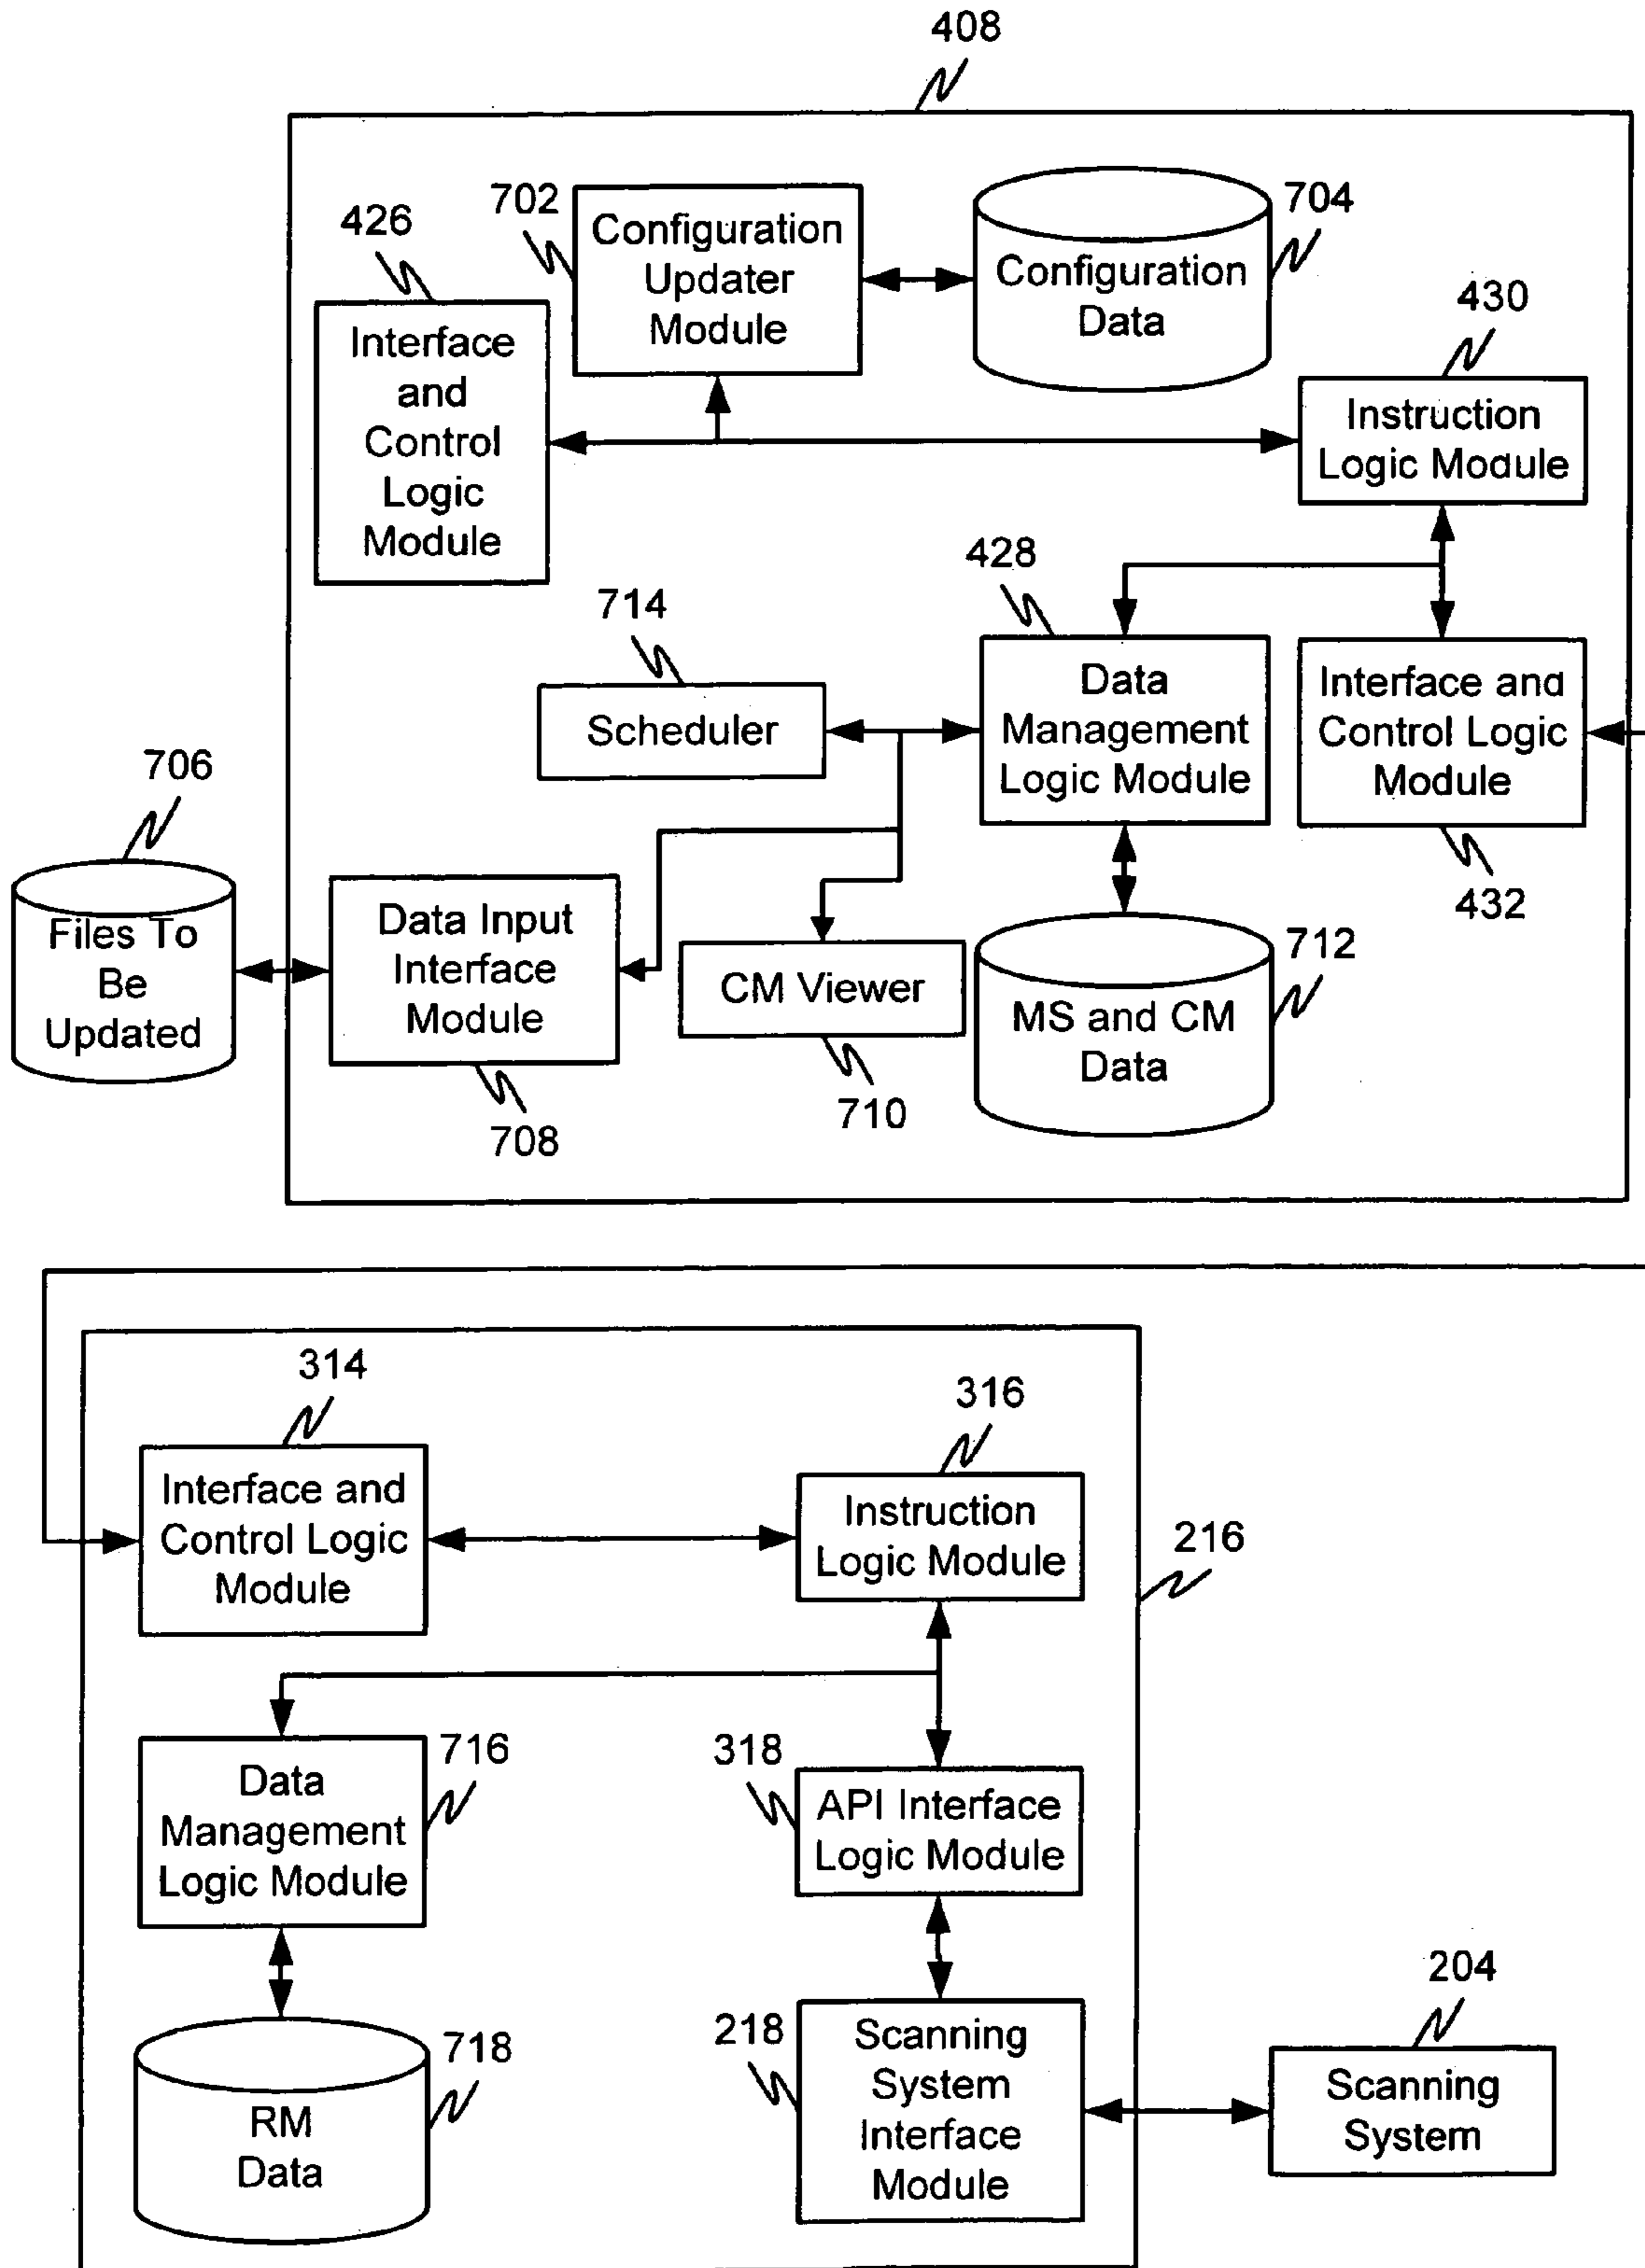 408
702
Configuration
Updater
Module
704
Configuration
Data
426
Interface
and
Control
Logic
Module
430
Instruction
Logic Module
428
Data
Management
Logic Module
714
Scheduler
Interface and
Control Logic
Module
432
706
Files To
Be
Updated
Data Input
Interface
Module
708
CM Viewer
710
712
MS and CM
Data
314
Interface and
Control Logic
Module
316
Instruction
Logic Module
216
716
Data
Management
Logic Module
318
API Interface
Logic Module
718
RM
Data
218
Scanning
System
Interface
Module
204
Scanning
System